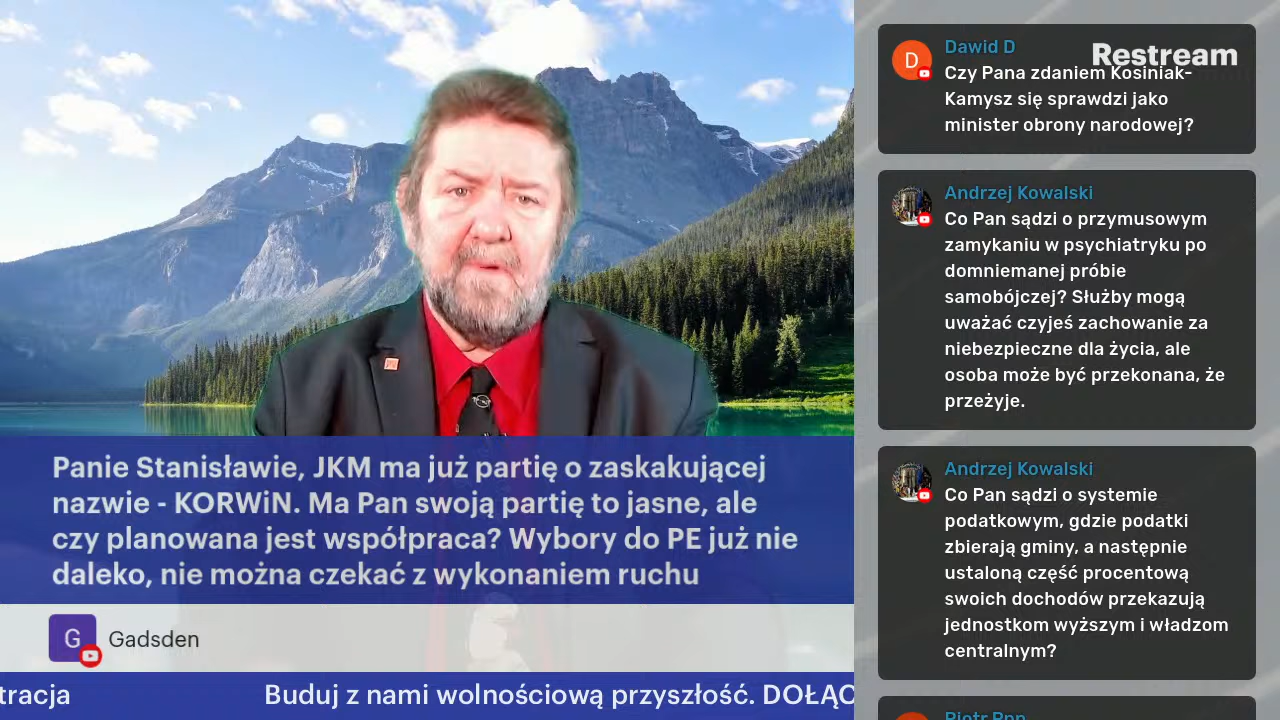 Panie Stanisławie, JKM ma już partię o zaskakującej
nazwie - KORWiN. Ma Pan swoją partię to jasne, ale
czy planowana jest współpraca? Wybory do PE już nie
daleko, nie można czekać z wykonaniem ruchu
G
Gadsden
tracja
Buduj z nami wolnościową przyszłość. DOŁĄC
Restream
D
Dawid D
Czy Pana zdaniem Kosiniak-
Kamysz się sprawdzi jako
minister obrony narodowej?
Andrzej Kowalski
Co Pan sądzi o przymusowym
zamykaniu w psychiatryku po
domniemanej próbie
samobójczej? Służby mogą
uważać czyjeś zachowanie za
niebezpieczne dla życia, ale
osoba może być przekonana, że
przeżyje.
Andrzej Kowalski
Co Pan sądzi o systemie
podatkowym, gdzie podatki
zbierają gminy, a następnie
ustaloną część procentową
swoich dochodów przekazują
jednostkom wyższym i władzom
centralnym?
Piotr Ppp